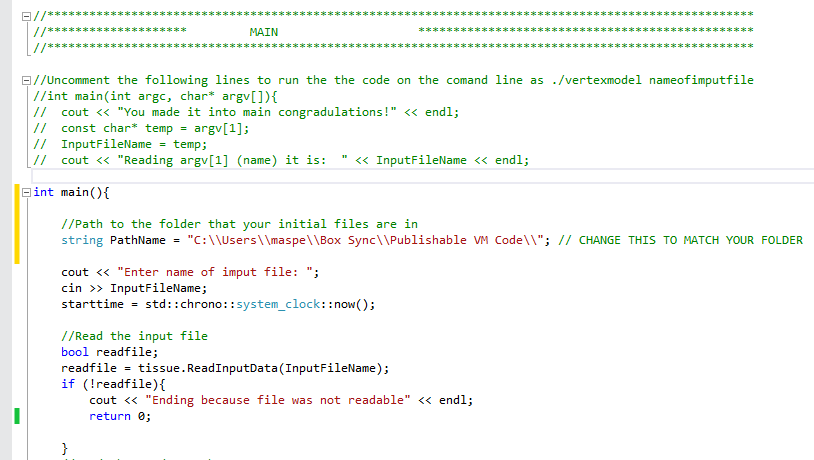 //*****************************************************************************************************
//********************         MAIN                    ************************************************
//*****************************************************************************************************
//Uncomment the following lines to run the the code on the comand line as ./vertexmodel nameofimputfile
//int main(int argc, char* argv[]){
//  cout << "You made it into main congradulations!" << endl;
//  const char* temp = argv[1];
//  InputFileName = temp;
//  cout << "Reading argv[1] (name) it is:  " << InputFileName << endl;
int main(){
//Path to the folder that your initial files are in
string PathName = "C:\\Users\\maspe\\Box Sync\\Publishable VM Code\\"; // CHANGE THIS TO MATCH YOUR FOLDER
cout << "Enter name of imput file: ";
cin >> InputFileName;
starttime = std::chrono::system_clock::now();
//Read the input file
bool readfile;
readfile = tissue.ReadInputData(InputFileName);
if (!readfile){
cout << "Ending because file was not readable" << endl;
return 0;
}